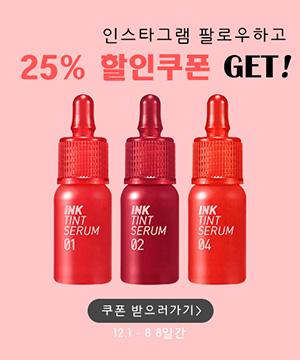 인스타그램 팔로우하고
25% 할인쿠폰 GET!
INK
TINT
SERUM
01
INK
TINT
SERUM
02
INK
TINT
SERUM
04
쿠폰 받으러가기>
12.1 - 8 8일간